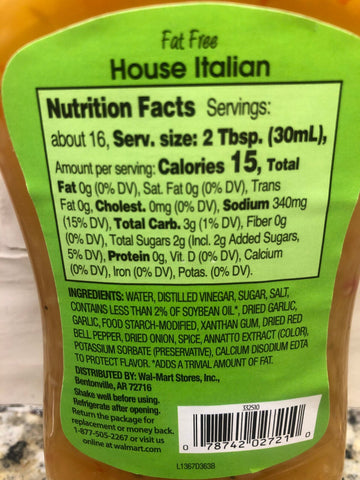 Fat Free
House Italian
Nutrition Facts Servings:
about 16, Serv. size: 2 Tbsp. (30mL),
Amount per serving: Calories 15, Total
Fat 0g (0% DV), Sat. Fat 0g (0% DV), Trans
Fat 0g, Cholest. 0mg (0% DV), Sodium 340mg
(15% DV), Total Carb. 3g (1% DV), Fiber 0g
(0% DV), Total Sugars 2g (Incl. 2g Added Sugars,
5% DV), Protein 0g, Vit. D (0% DV), Calcium
(0% DV), Iron (0% DV), Potas. (0% DV).
INGREDIENTS: WATER, DISTILLED VINEGAR, SUGAR, SALT,
CONTAINS LESS THAN 2% OF SOYBEAN OIL*, DRIED GARLIC,
GARLIC, FOOD STARCH-MODIFIED, XANTHAN GUM, DRIED RED
BELL PEPPER, DRIED ONION, SPICE, ANNATTO EXTRACT (COLOR),
POTASSIUM SORBATE (PRESERVATIVE), CALCIUM DISODIUM EDTA
TO PROTECT FLAVOR. *ADDS A TRIVIAL AMOUNT OF FAT.
DISTRIBUTED BY: Wal-Mart Stores, Inc.,
Bentonville, AR 72716
Shake well before using.
Refrigerate after opening.
Return the package for
replacement or money back.
1-877-505-2267 or visit us
online at walmart.com
332510
0 78742 02721 0
L1367D363B